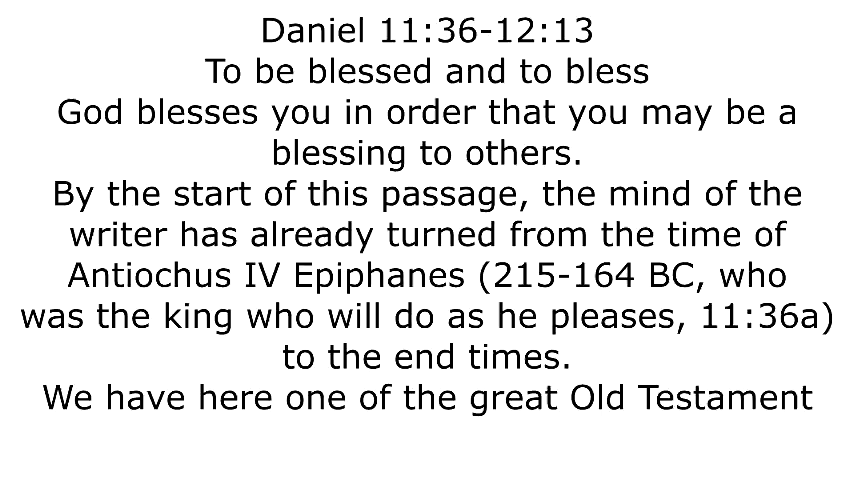 Daniel 11:36-12:13
To be blessed and to bless
God blesses you in order that you may be a
blessing to others.
By the start of this passage, the mind of the
writer has already turned from the time of
Antiochus IV Epiphanes (215-164 BC, who
was the king who will do as he pleases, 11:36a)
to the end times.
We have here one of the great Old Testament